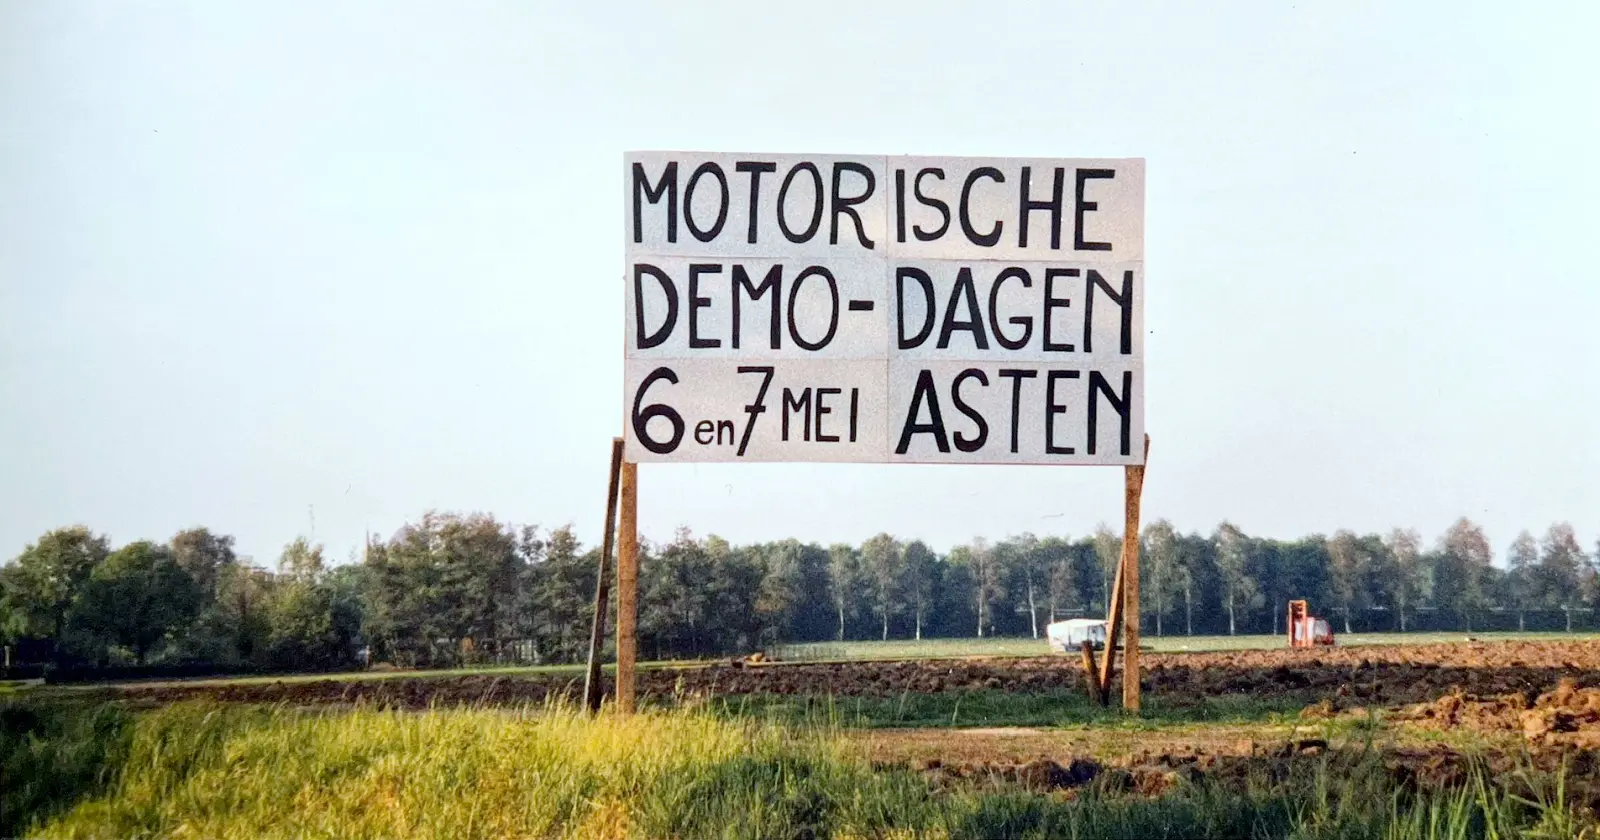 MOTORISCHE
DEMO-DAGEN
6 en 7 MEI ASTEN